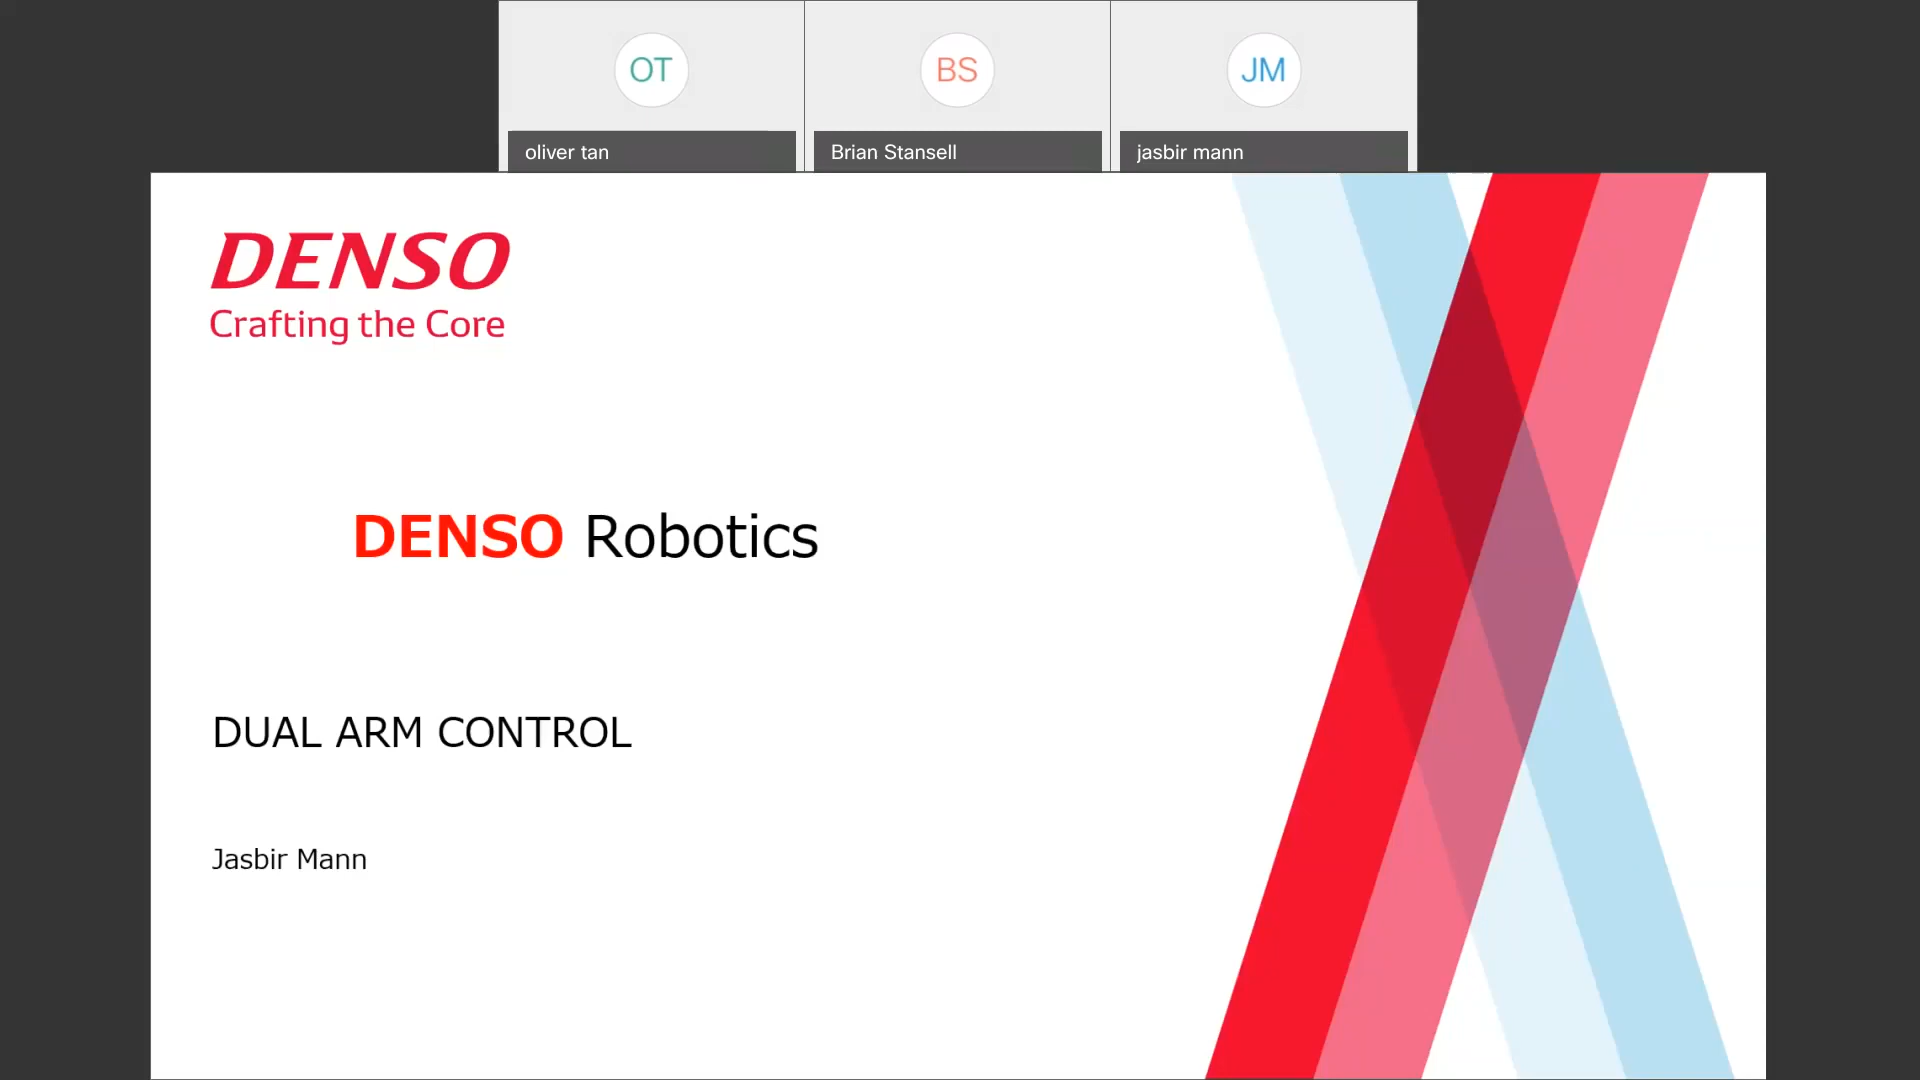 OT
BS
JM
oliver tan
Brian Stansell
jasbir mann
DENSO
Crafting the Core
DENSO Robotics
DUAL ARM CONTROL
Jasbir Mann